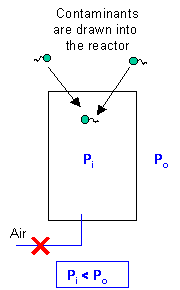 Contaminants
are drawn into
the reactor
Pi Po
Air
Pi < Po